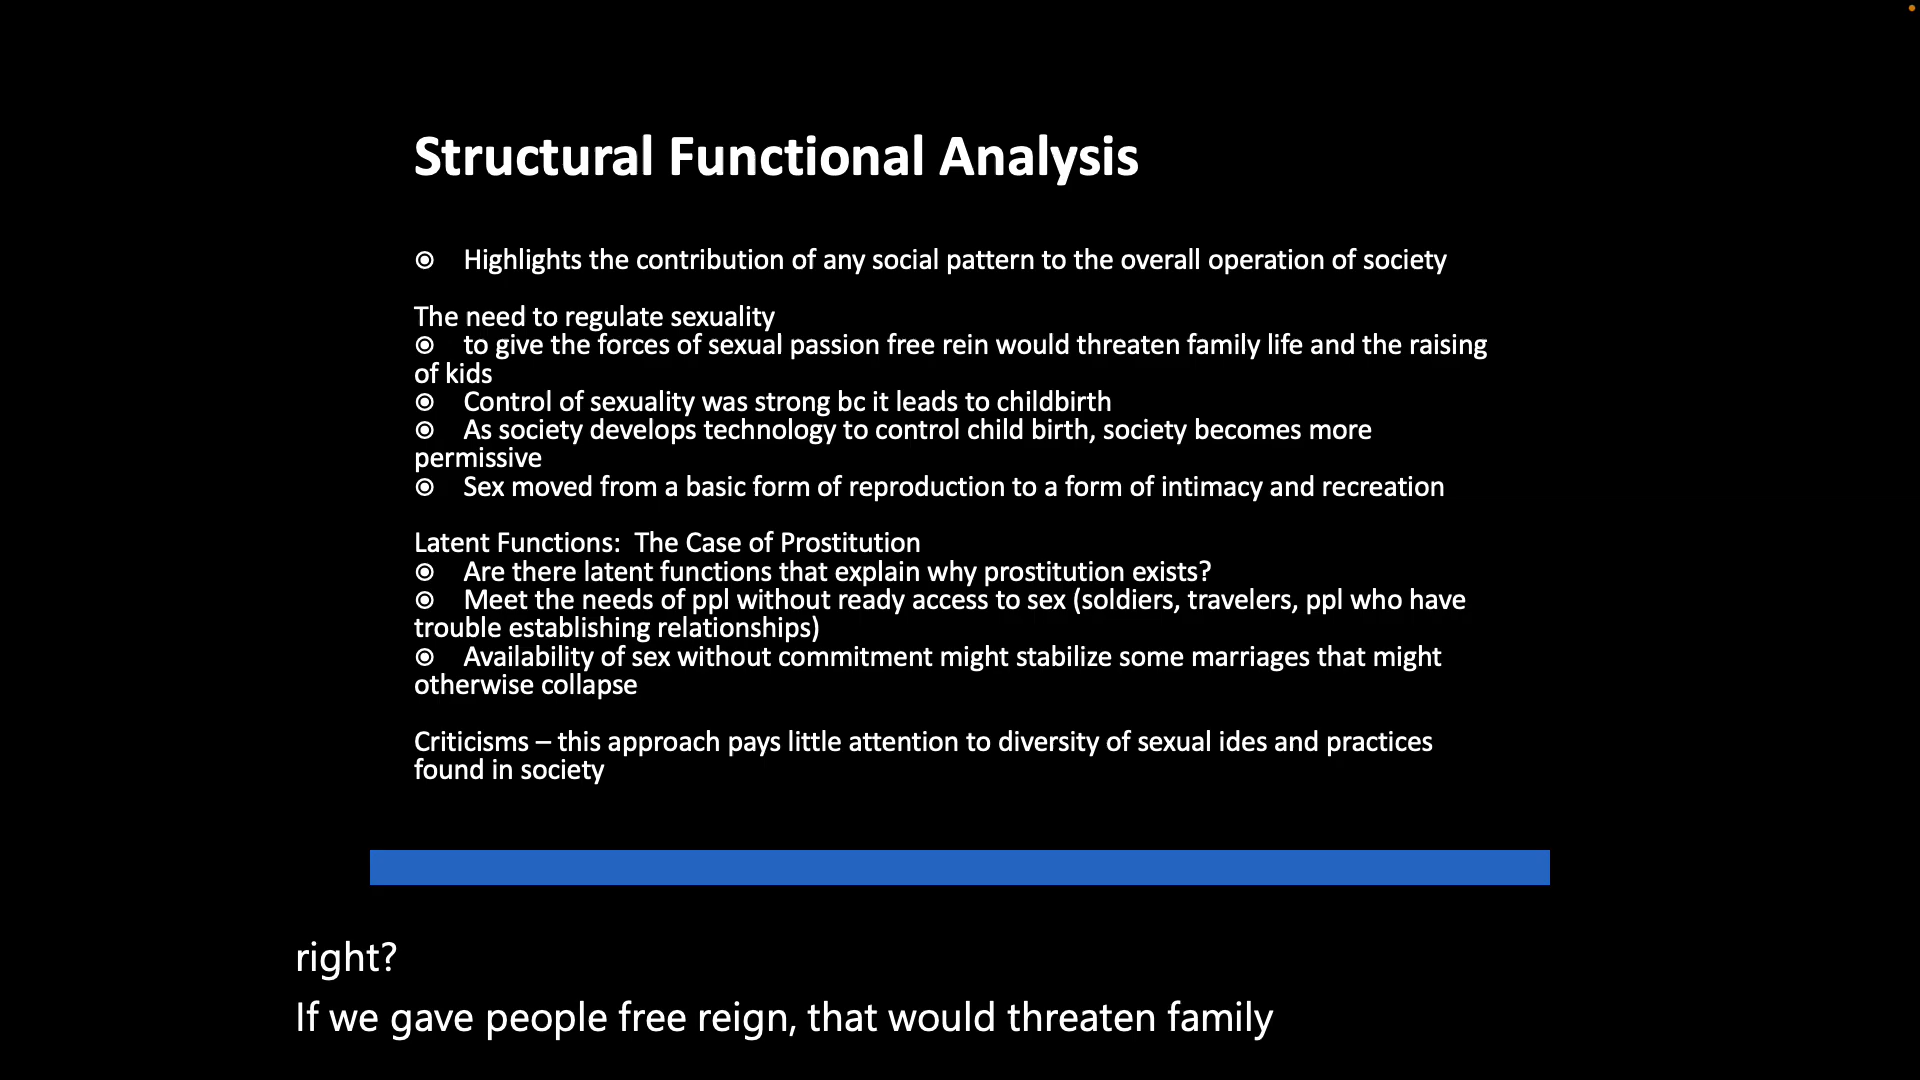 Structural Functional Analysis
⦿ Highlights the contribution of any social pattern to the overall operation of society
The need to regulate sexuality
⦿ to give the forces of sexual passion free rein would threaten family life and the raising
of kids
⦿ Control of sexuality was strong bc it leads to childbirth
⦿ As society develops technology to control child birth, society becomes more
permissive
⦿ Sex moved from a basic form of reproduction to a form of intimacy and recreation
Latent Functions:  The Case of Prostitution
⦿ Are there latent functions that explain why prostitution exists?
⦿ Meet the needs of ppl without ready access to sex (soldiers, travelers, ppl who have
trouble establishing relationships)
⦿ Availability of sex without commitment might stabilize some marriages that might
otherwise collapse
Criticisms – this approach pays little attention to diversity of sexual ides and practices
found in society
right?
If we gave people free reign, that would threaten family